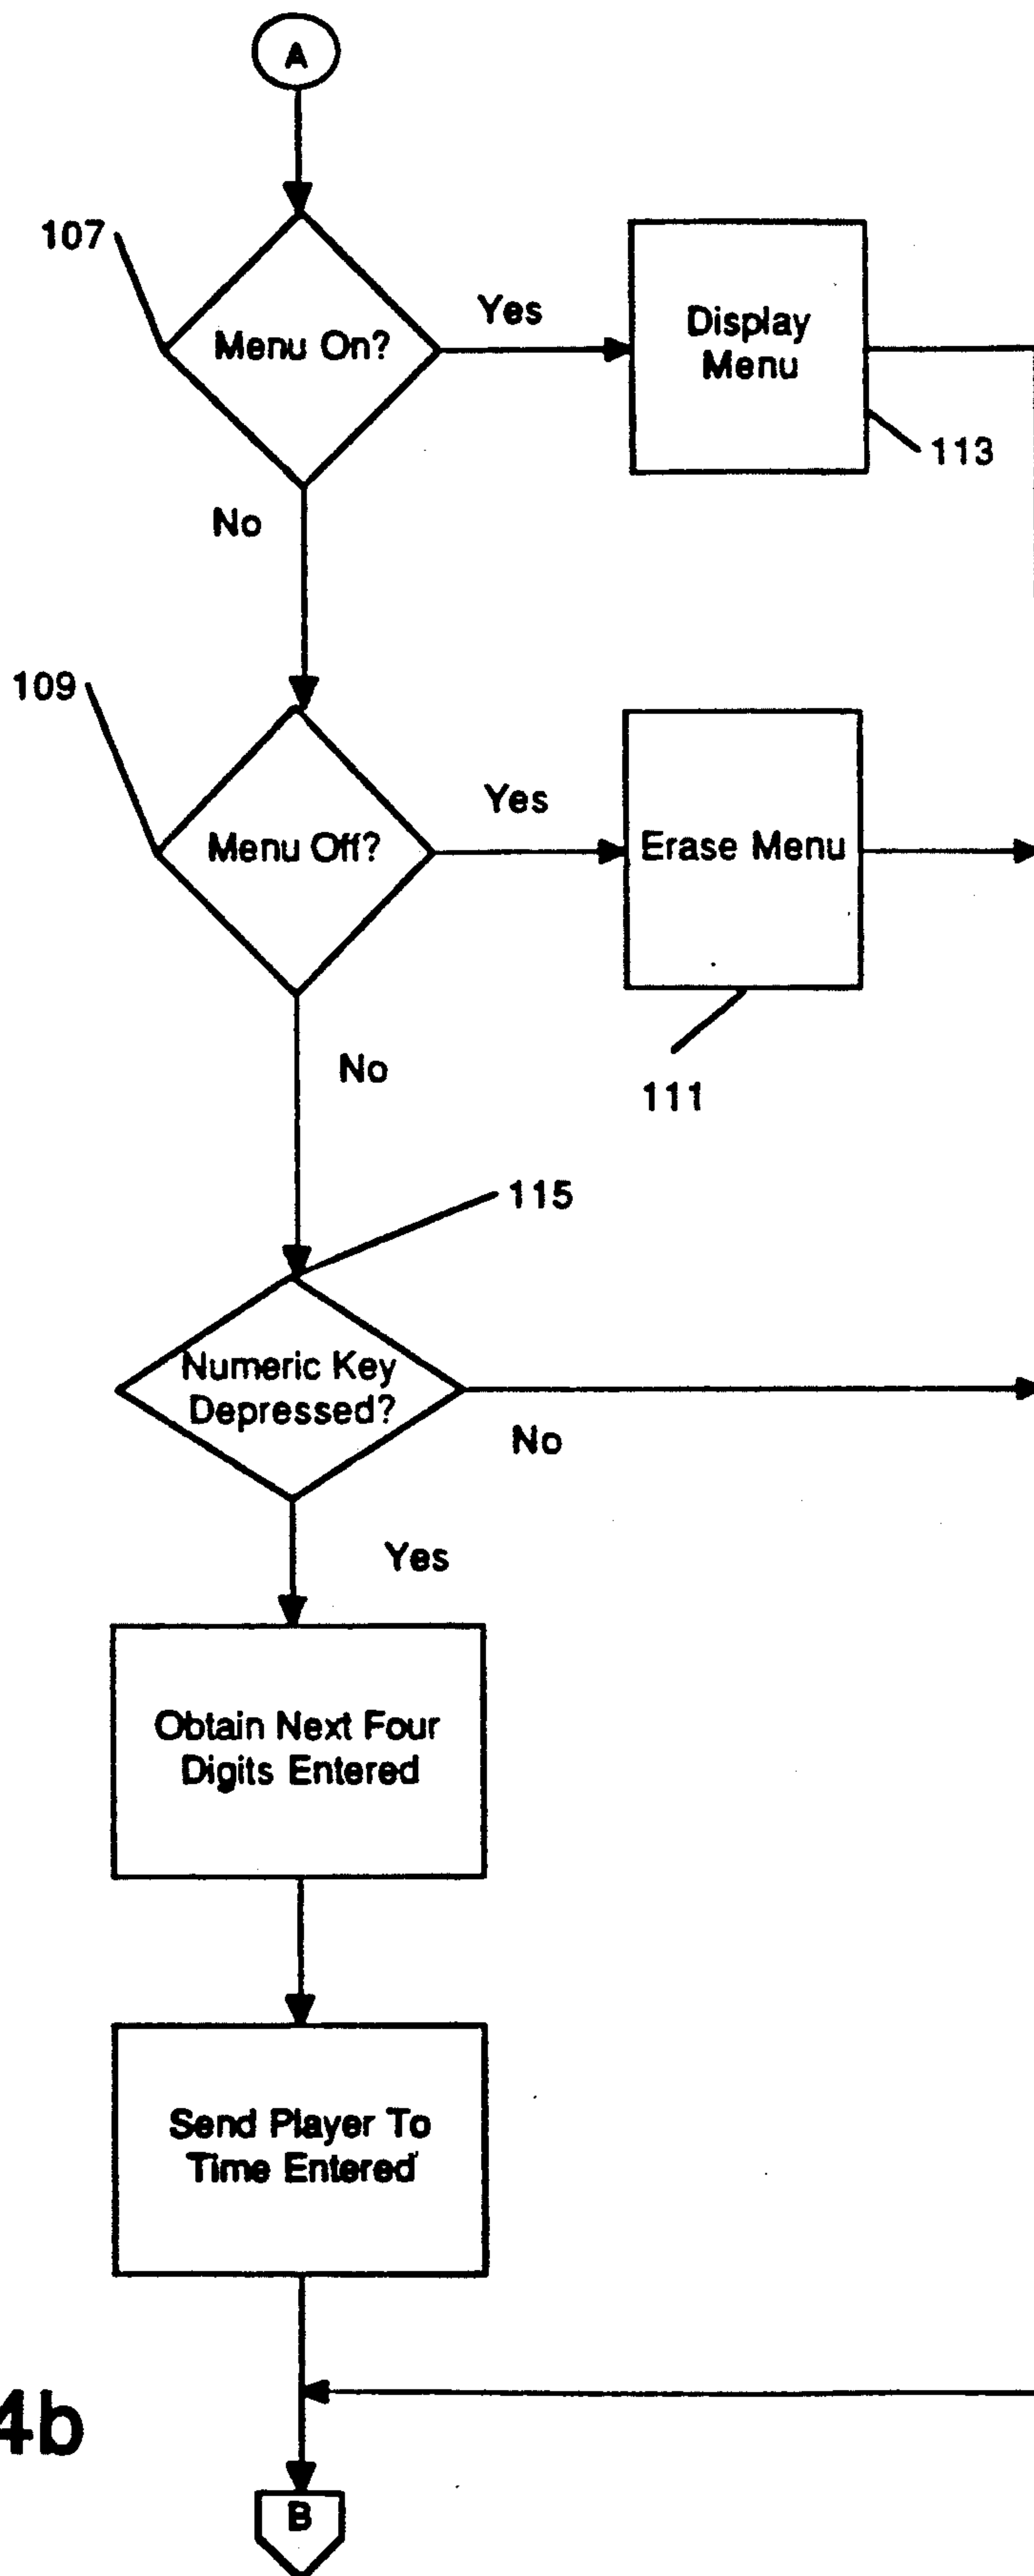 A
107
Menu On?
Yes
Display
Menu
113
No
109
Menu Off?
Yes
Erase Menu
111
No
115
Numeric Key
Depressed?
No
Yes
Obtain Next Four
Digits Entered
Send Player To
Time Entered
4b
B